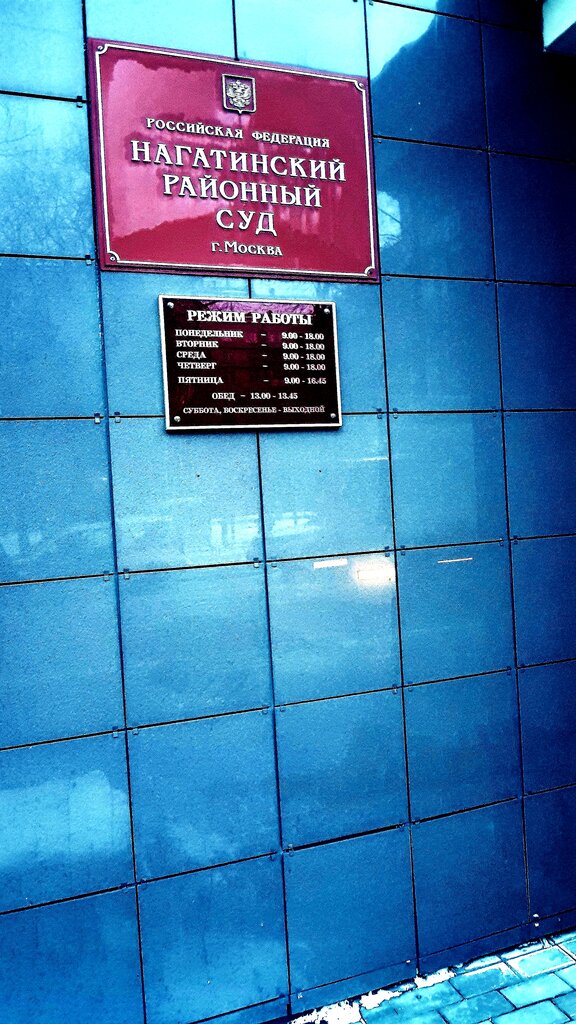 РОССИЙСКАЯ ФЕДЕРАЦИЯ
НАГАТИНСКИЙ
РАЙОННЫЙ
СУД
Г. МОСКВА
РЕЖИМ РАБОТЫ
ПОНЕДЕЛЬНИК – 9.00 - 18.00
ВТОРНИК – 9.00 - 18.00
СРЕДА – 9.00 - 18.00
ЧЕТВЕРГ – 9.00 - 18.00
ПЯТНИЦА – 9.00 - 16.45
ОБЕД – 13.00 - 13.45
СУББОТА, ВОСКРЕСЕНЬЕ - ВЫХОДНОЙ